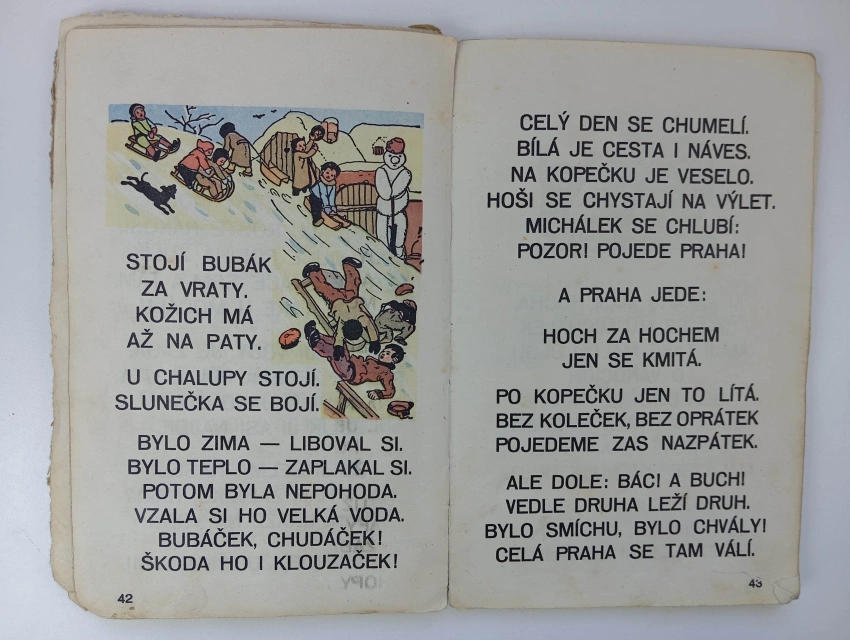 STOJÍ BUBÁK
ZA VRATY.
KOŽICH MÁ
AŽ NA PATY.
U CHALUPY STOJÍ.
SLUNEČKA SE BOJÍ.
BYLO ZIMA — LIBOVAL SI.
BYLO TEPLO — ZAPLAKAL SI.
POTOM BYLA NEPOHODA.
VZALA SI HO VELKÁ VODA.
BUBÁČEK, CHUDÁČEK!
ŠKODA HO I KLOUZAČEK!
42
CELÝ DEN SE CHUMELÍ.
BÍLÁ JE CESTA I NÁVES.
NA KOPEČKU JE VESELO.
HOŠI SE CHYSTAJÍ NA VÝLET.
MICHÁLEK SE CHLUBÍ:
POZOR! POJEDE PRAHA!
A PRAHA JEDE:
HOCH ZA HOCHEM
JEN SE KMITÁ.
PO KOPEČKU JEN TO LÍTÁ.
BEZ KOLEČEK, BEZ OPRÁTEK
POJEDEME ZAS NAZPÁTEK.
ALE DOLE: BÁC! A BUCH!
VEDLE DRUHA LEŽÍ DRUH.
BYLO SMÍCHU, BYLO CHVÁLY!
CELÁ PRAHA SE TAM VÁLÍ.
43